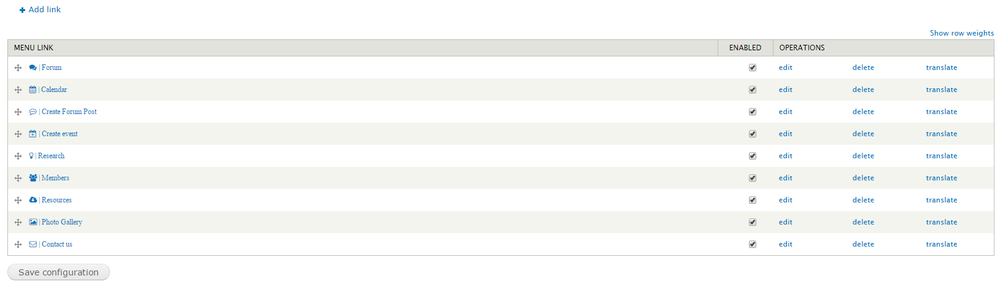 Add link
Show row weights
MENU LINK ENABLED OPERATIONS
| Forum edit delete translate
| Calendar edit delete translate
| Create Forum Post edit delete translate
| Create event edit delete translate
| Research edit delete translate
| Members edit delete translate
| Resources edit delete translate
| Photo Gallery edit delete translate
| Contact us edit delete translate
Save configuration